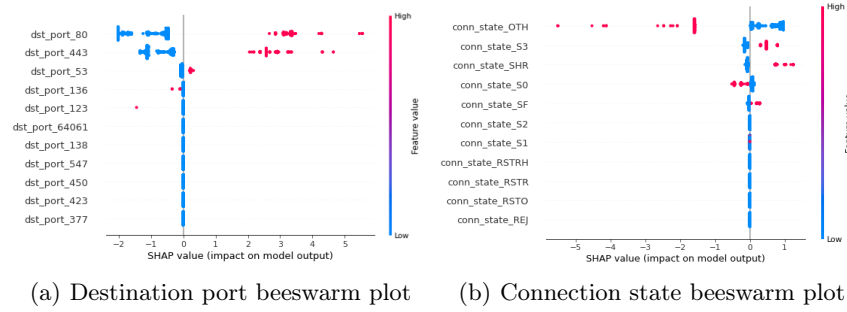 dst_port_80
dst_port_443
dst_port_53
dst_port_136
dst_port_123
dst_port_64061
dst_port_138
dst_port_547
dst_port_450
dst_port_423
dst_port_377
-2 -1 0 1 2 3 4 5
SHAP value (impact on model output)
High
Feature value
Low
(a) Destination port beeswarm plot
conn_state_OTH
conn_state_S3
conn_state_SHR
conn_state_S0
conn_state_SF
conn_state_S2
conn_state_S1
conn_state_RSTRH
conn_state_RSTR
conn_state_RSTO
conn_state_REJ
-5 -4 -3 -2 -1 0 1
SHAP value (impact on model output)
High
Feature value
Low
(b) Connection state beeswarm plot